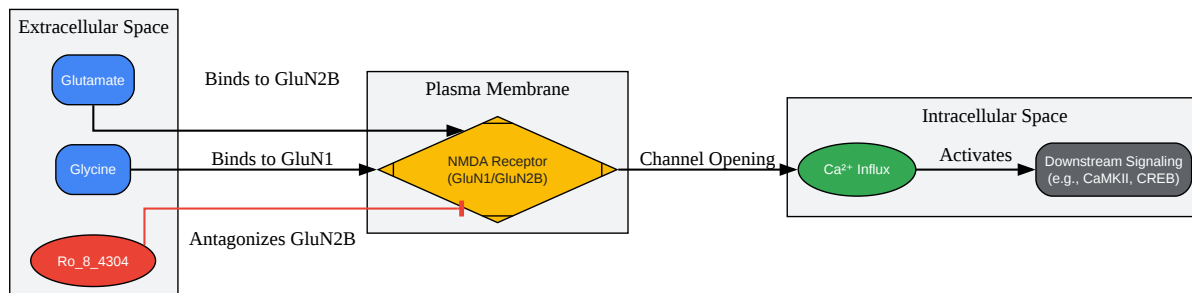 Extracellular Space
Glutamate
Binds to GluN2B
Plasma Membrane
Intracellular Space
Glycine
Binds to GluN1
NMDA Receptor
(GluN1/GluN2B)
Channel Opening
Ca²⁺ Influx
Activates
Downstream Signaling
(e.g., CaMKII, CREB)
Antagonizes GluN2B
Ro_8_4304